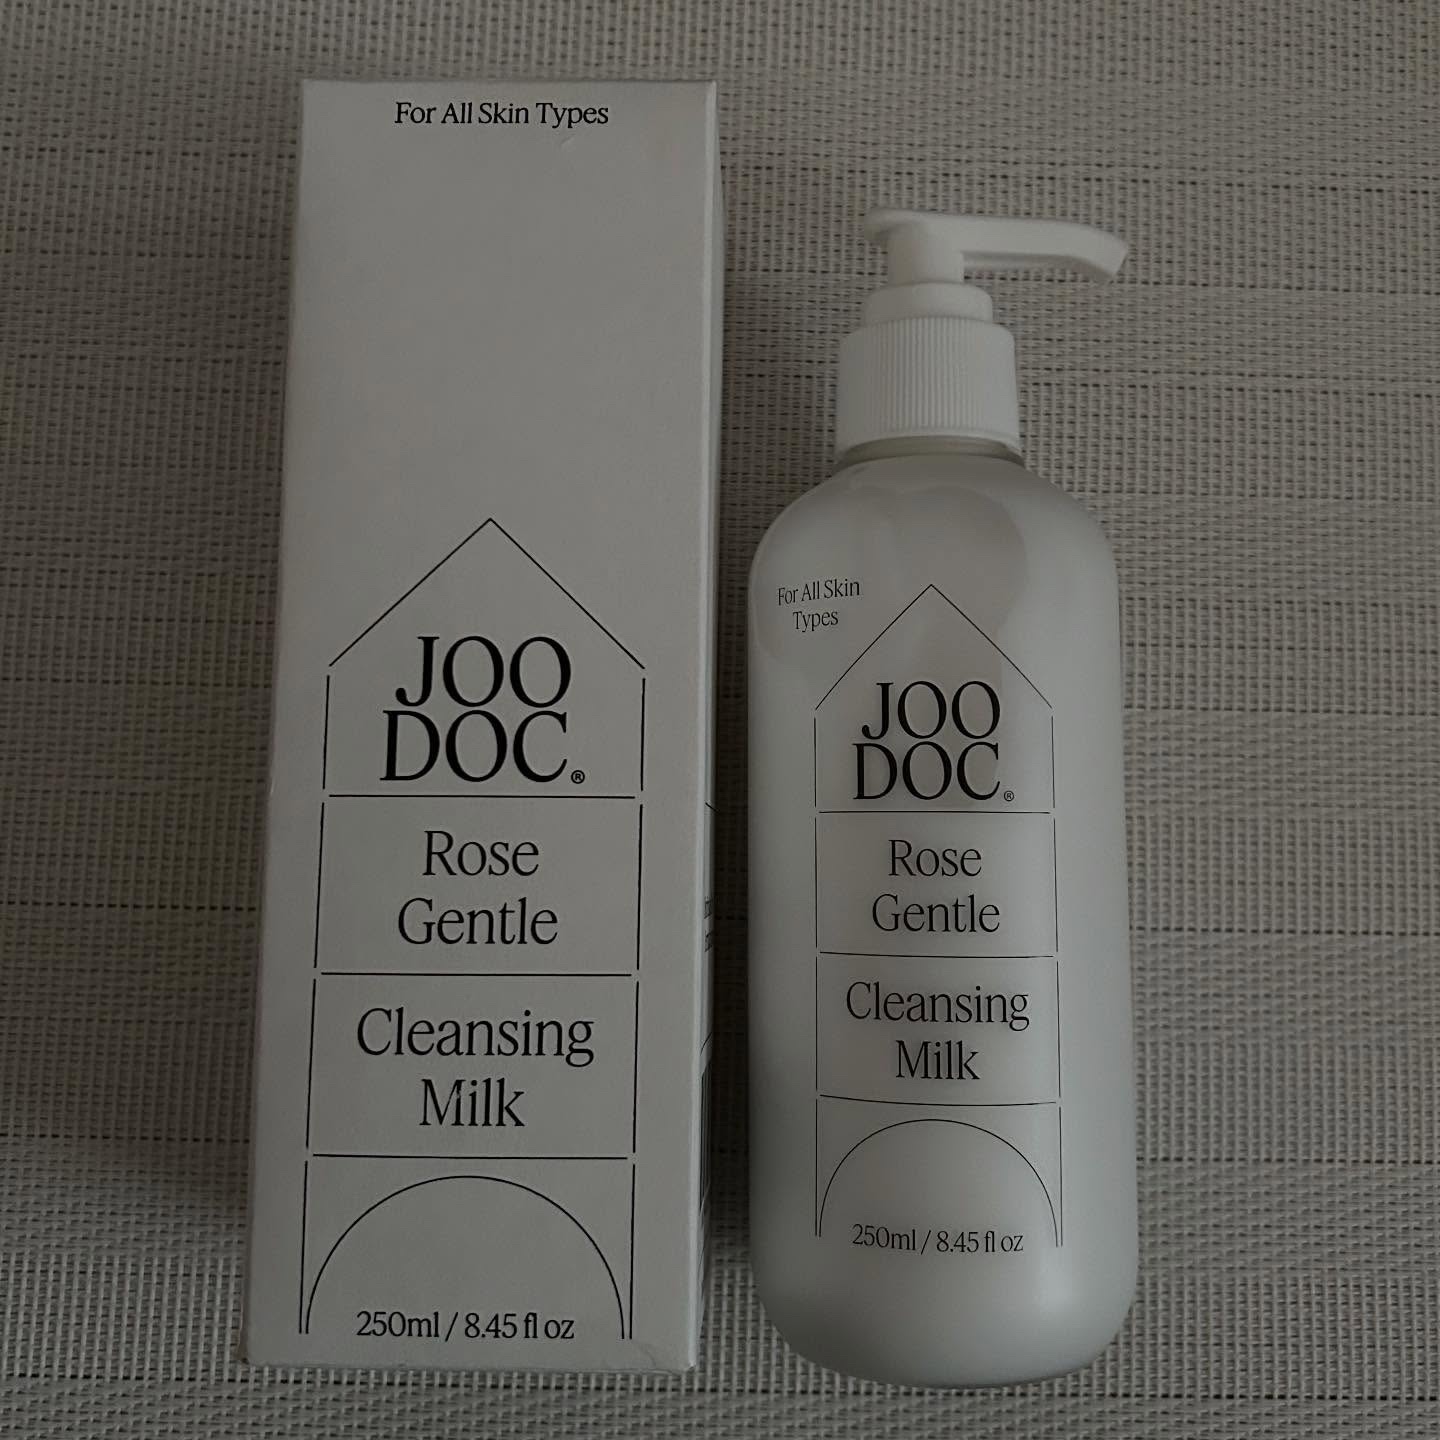 For All Skin Types
JOO
DOC®
Rose
Gentle
Cleansing
Milk
250ml / 8.45 fl oz
For All Skin
Types
JOO
DOC®
Rose
Gentle
Cleansing
Milk
250ml / 8.45 fl oz